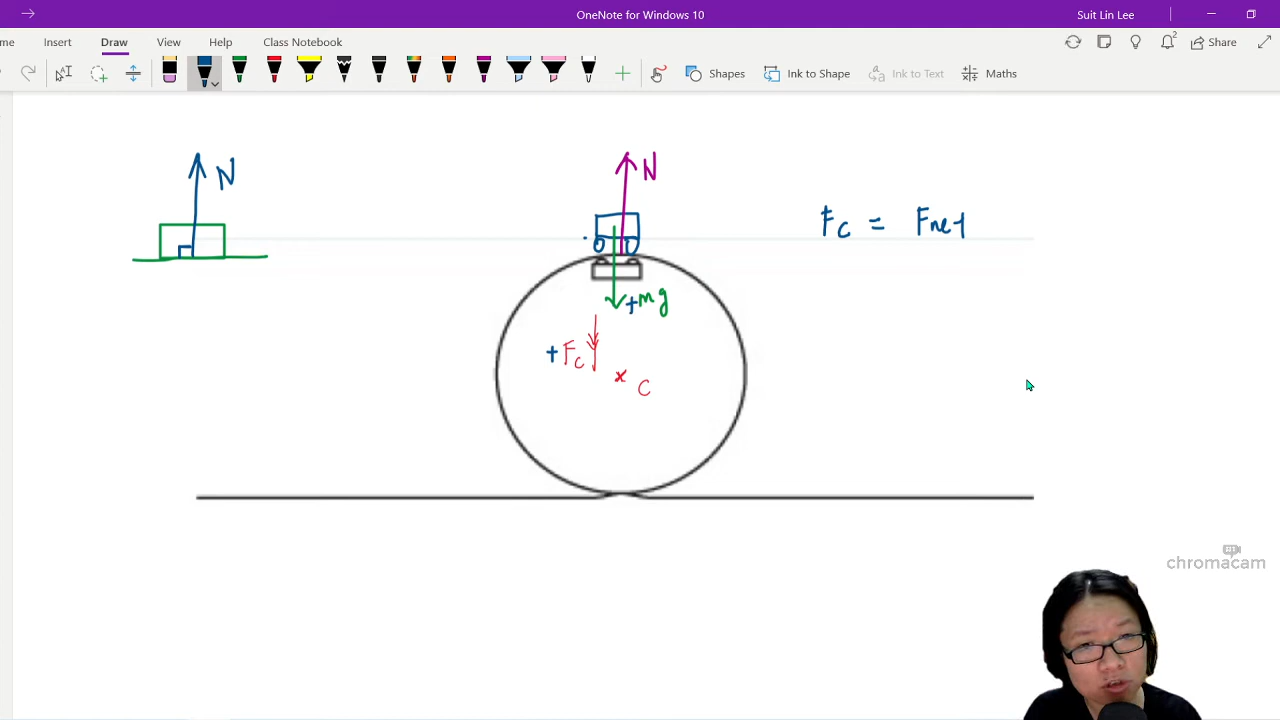 OneNote for Windows 10
Suit Lin Lee
me
Insert
Draw
View
Help
Class Notebook
2
Share
Shapes
Ink to Shape
Ink to Text
Maths
N
N
Fc = Fnet
+mg
+Fc
C
chromacam